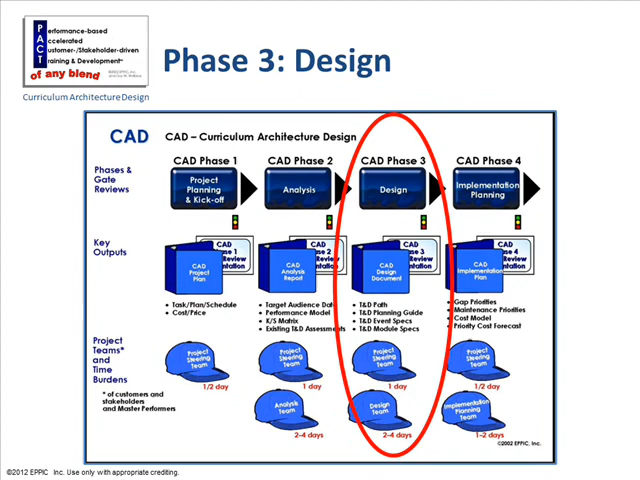 Performance-based
Accelerated
Customer-/Stakeholder-driven
Training & Development℠
of any blend
Phase 3: Design
Curriculum Architecture Design
CAD
CAD – Curriculum Architecture Design
CAD Phase 1
CAD Phase 2
CAD Phase 3
CAD Phase 4
Phases &
Gate
Reviews
Project
Planning
& Kick-off
Analysis
Design
Implementation
Planning
Key
Outputs
CAD
Phase 1
Review
CAD
Project
Plan
CAD
Phase 2
Review
CAD
Analysis
Report
CAD
Phase 3
Review
CAD
Design
Document
CAD
Phase 4
Review
CAD
Implementation
Plan
• Task/Plan/Schedule
• Cost/Price
• Target Audience Data
• Performance Model
• K/S Matrix
• Existing T&D Assessments
• T&D Path
• T&D Planning Guide
• T&D Event Specs
• T&D Module Specs
• Gap Priorities
• Maintenance Priorities
• Cost Model
• Priority Cost Forecast
Project
Teams*
and
Time
Burdens
* of customers and
stakeholders
and Master Performers
Project
Steering
Team
1/2 day
Project
Steering
Team
1 day
Project
Steering
Team
1 day
Project
Steering
Team
1/2 day
Analysis
Team
2–4 days
Design
Team
2–4 days
Implementation
Planning
Team
1–2 days
©2002 EPPIC, Inc.
©2012 EPPIC Inc. Use only with appropriate crediting.